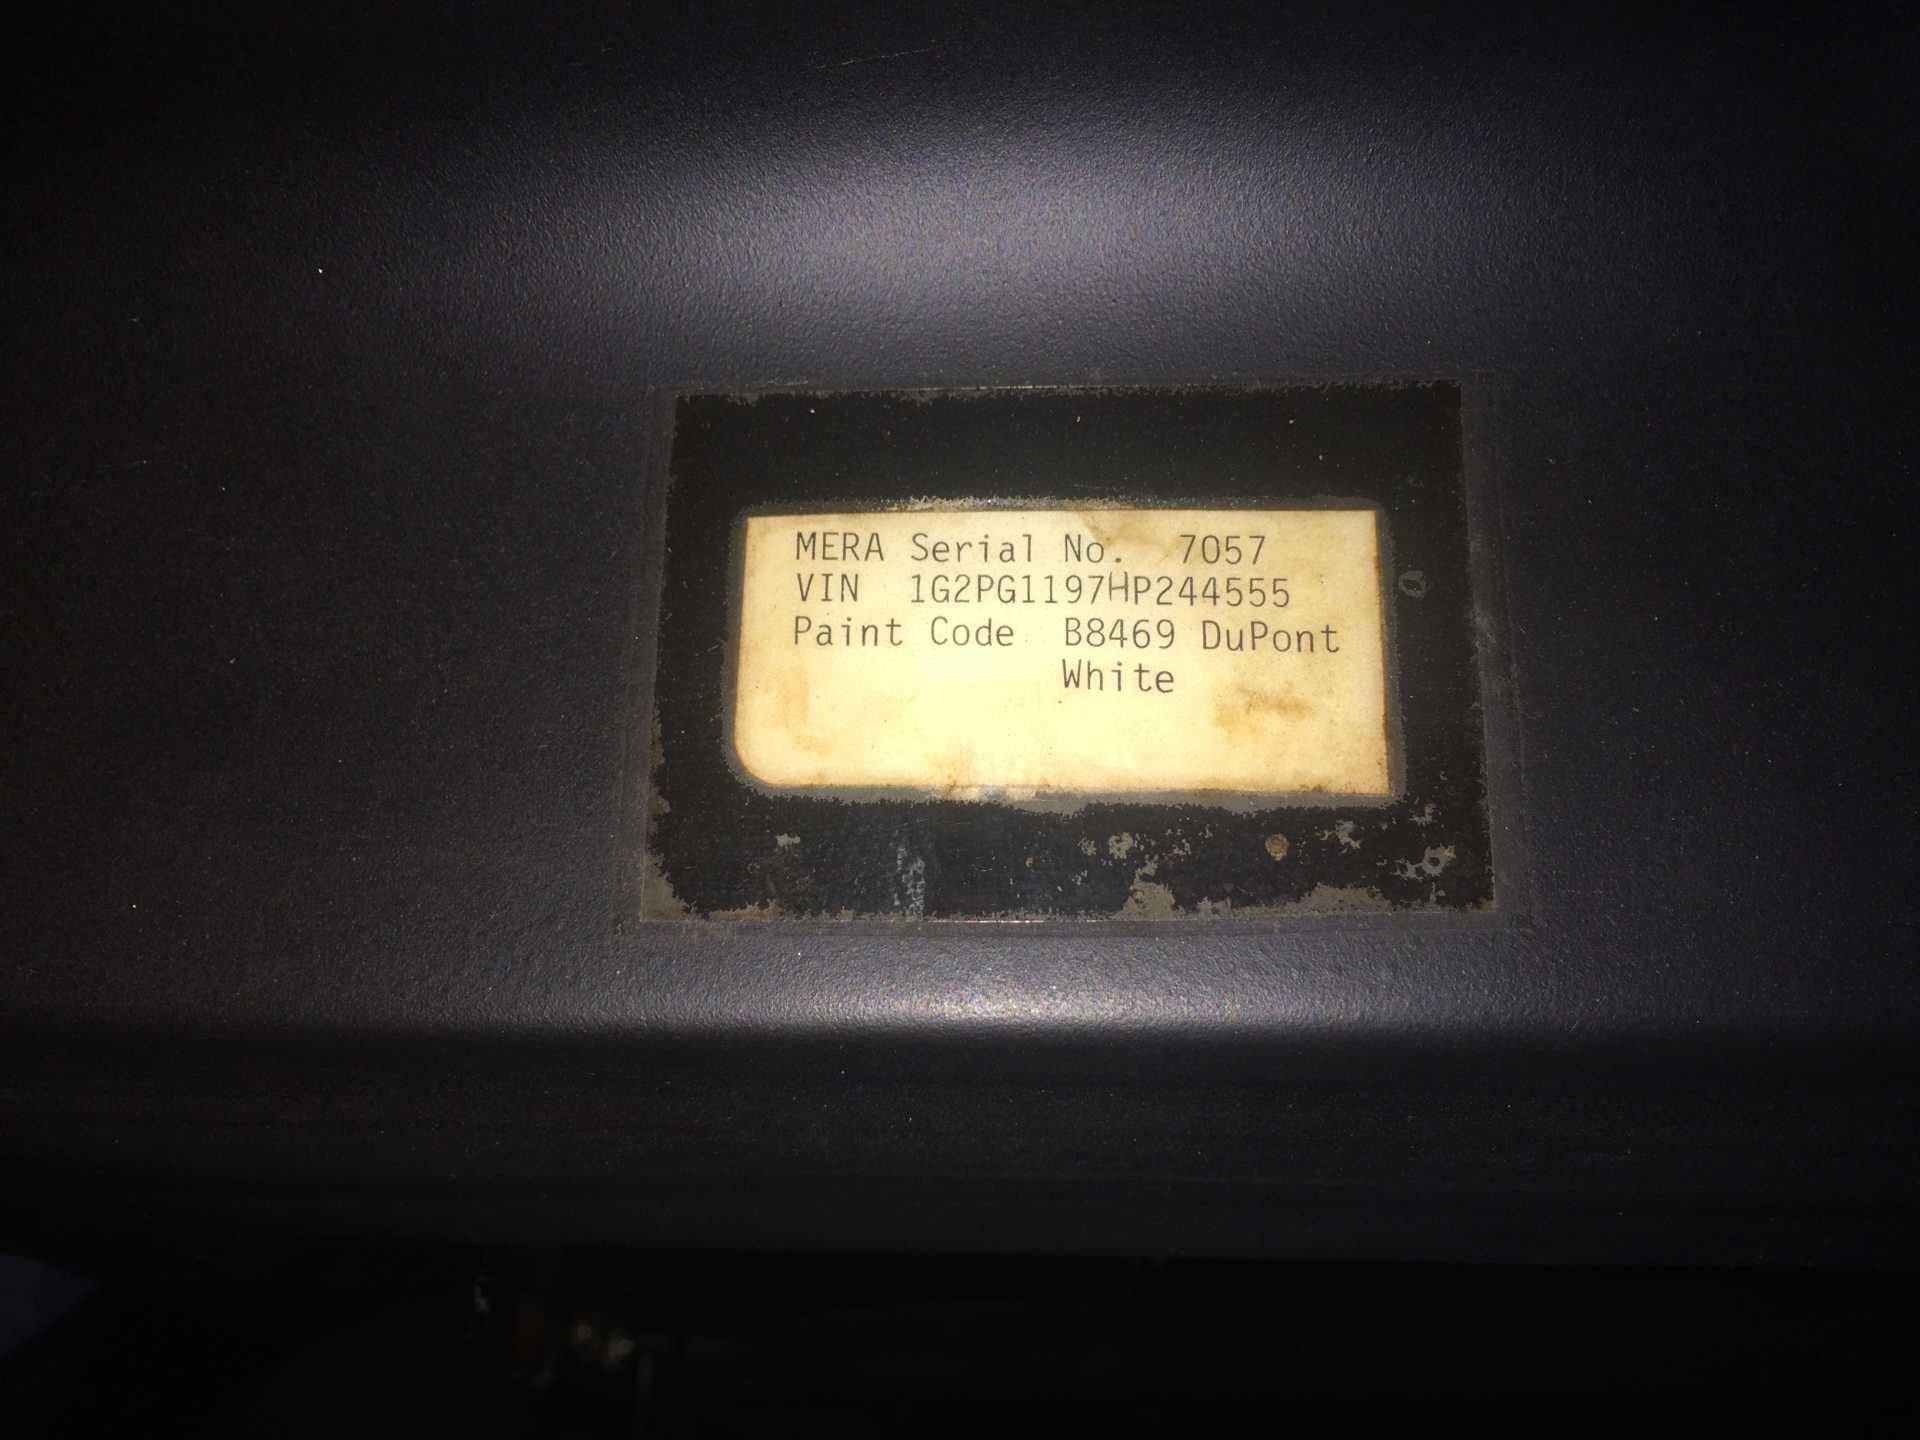 MERA Serial No. 7057
VIN 1G2PG1197HP244555
Paint Code B8469 DuPont
White